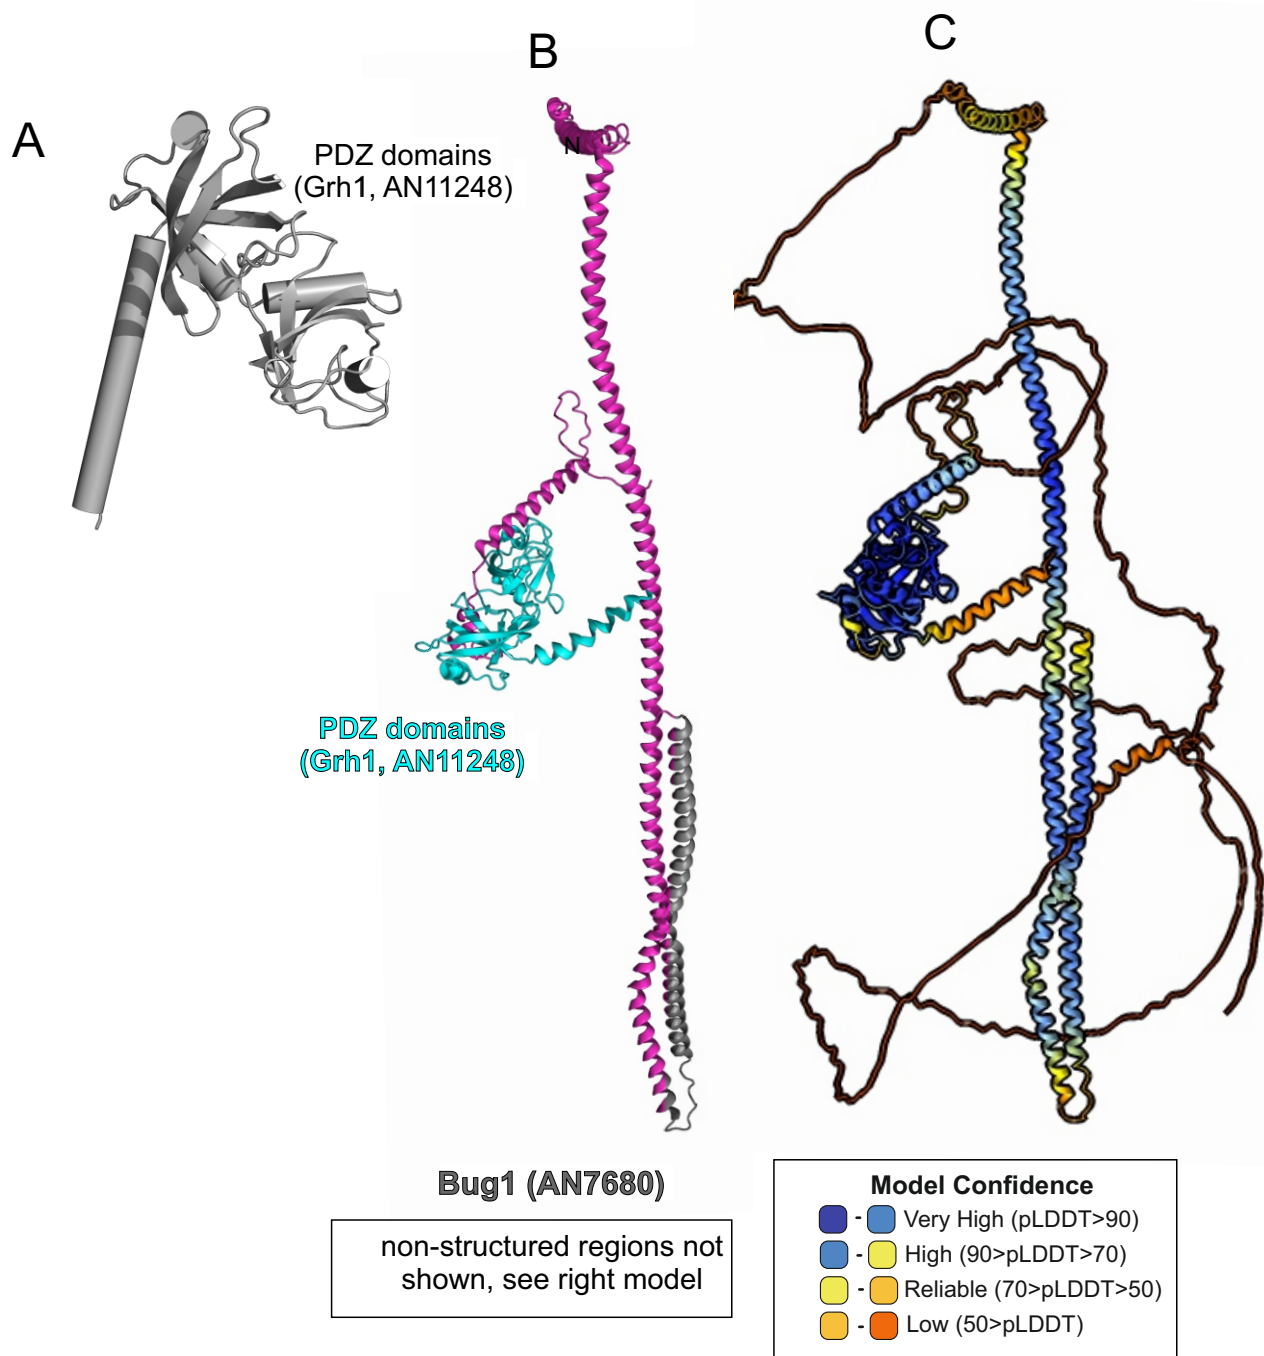 A
PDZ domains
(Grh1, AN11248)
B
N
PDZ domains
(Grh1, AN11248)
Bug1 (AN7680)
non-structured regions not
shown, see right model
C
Model Confidence
- Very High (pLDDT>90)
- High (90>pLDDT>70)
- Reliable (70>pLDDT>50)
- Low (50>pLDDT)